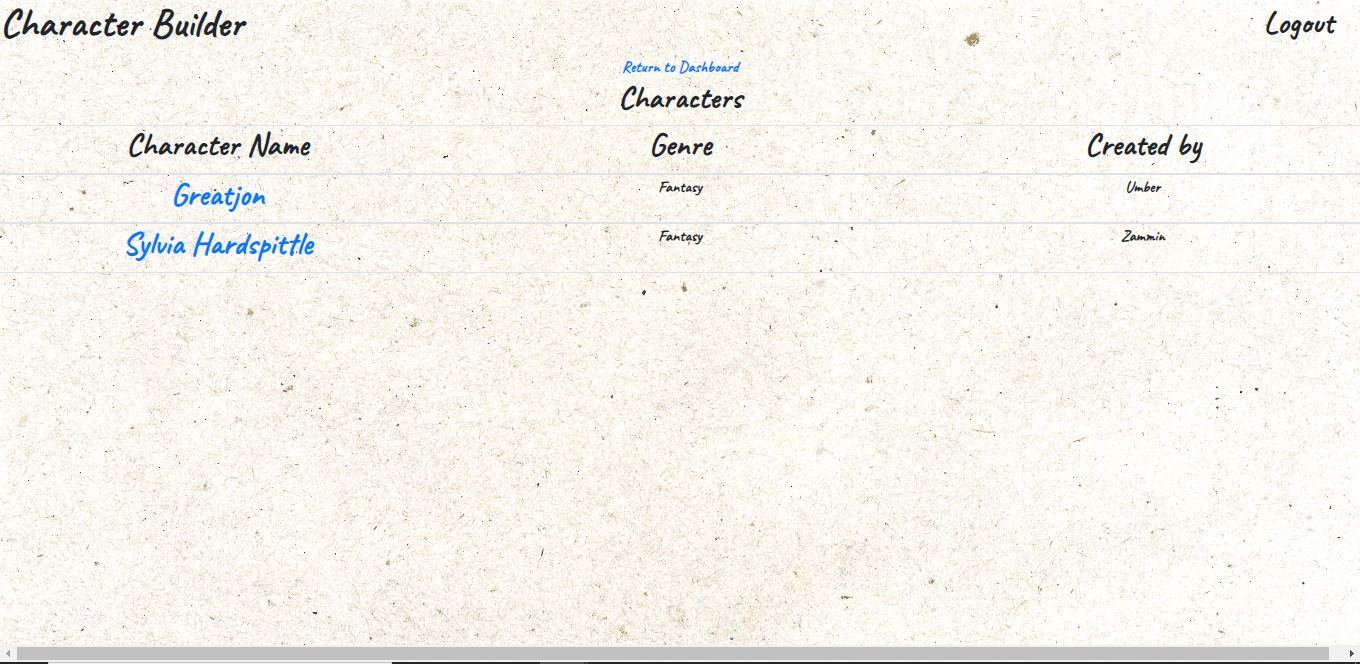 Character Builder Logout
Return to Dashboard
Characters
Character Name Genre Created by
Greatjon Fantasy Umber
Sylvia Hardspittle Fantasy Zammin